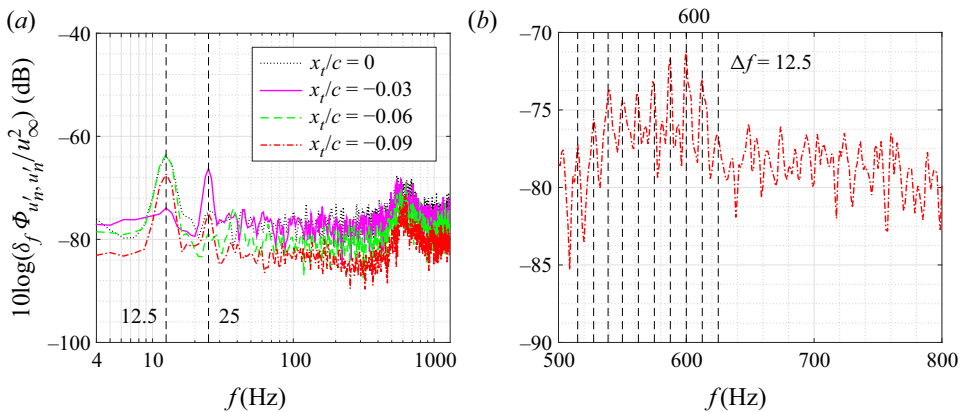 (a)
(b)
600
−40
−60
−80
−100
10log(δ_f Φ_{u′_n, u′_n}/u²_∞) (dB)
x_t/c = 0
x_t/c = −0.03
x_t/c = −0.06
x_t/c = −0.09
12.5
25
4
10
100
1000
f(Hz)
−70
−75
−80
−85
−90
Δf = 12.5
500
600
700
800
f(Hz)